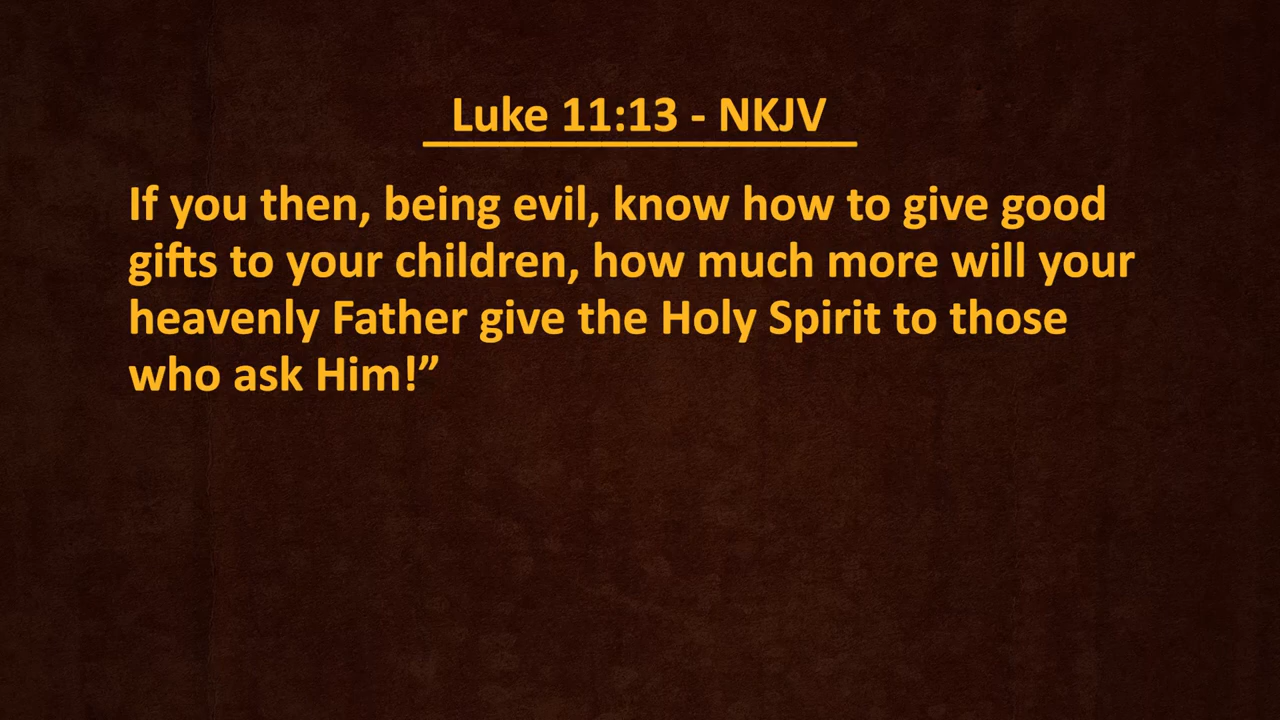 Luke 11:13 - NKJV
If you then, being evil, know how to give good
gifts to your children, how much more will your
heavenly Father give the Holy Spirit to those
who ask Him!”